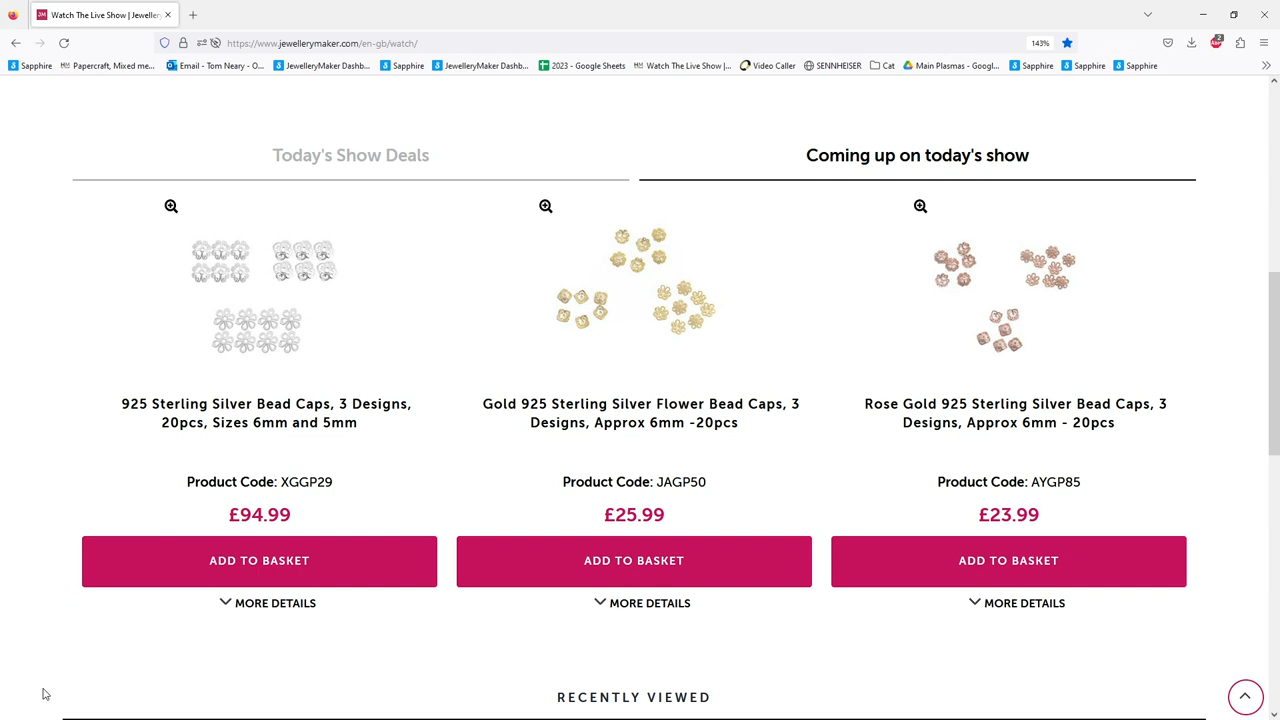 Watch The Live Show | Jeweller
https://www.jewellerymaker.com/en-gb/watch/
143%
2
Sapphire
Papercraft, Mixed me...
Email - Tom Neary - O...
JewelleryMaker Dashb...
Sapphire
JewelleryMaker Dashb...
2023 - Google Sheets
Watch The Live Show |...
Video Caller
SENNHEISER
Cat
Main Plasmas - Googl...
Sapphire
Sapphire
Sapphire
Today's Show Deals
Coming up on today's show
925 Sterling Silver Bead Caps, 3 Designs,
20pcs, Sizes 6mm and 5mm
Product Code: XGGP29
£94.99
ADD TO BASKET
MORE DETAILS
Gold 925 Sterling Silver Flower Bead Caps, 3
Designs, Approx 6mm -20pcs
Product Code: JAGP50
£25.99
ADD TO BASKET
MORE DETAILS
Rose Gold 925 Sterling Silver Bead Caps, 3
Designs, Approx 6mm - 20pcs
Product Code: AYGP85
£23.99
ADD TO BASKET
MORE DETAILS
RECENTLY VIEWED